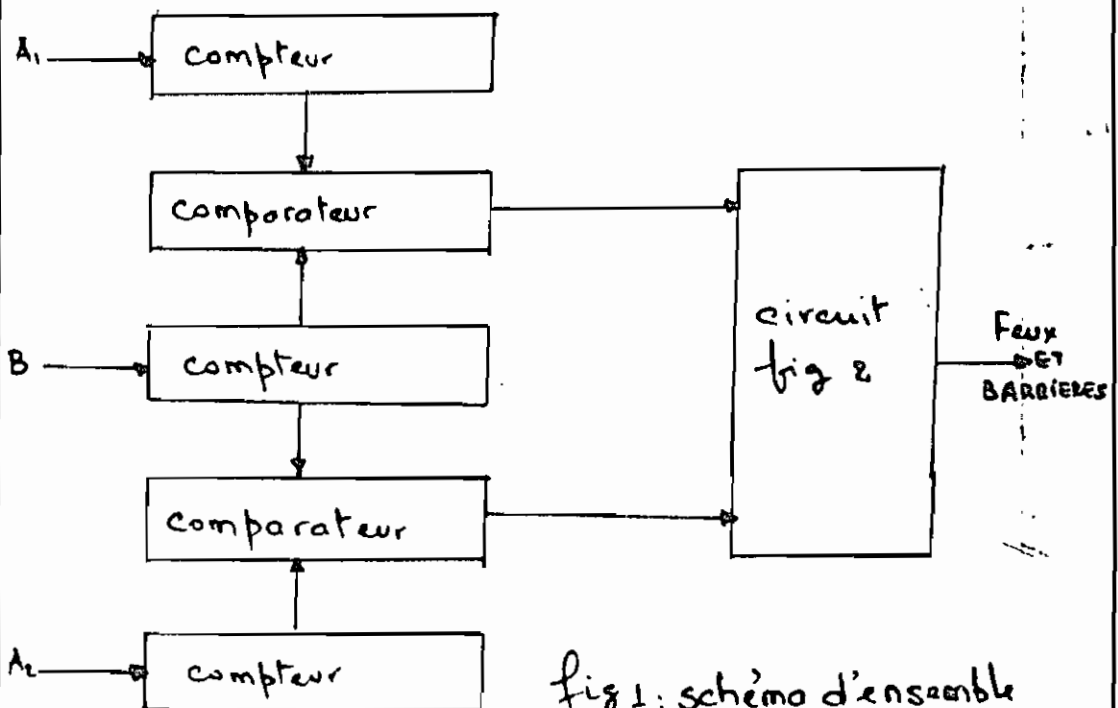 A₁
compteur
comparateur
B
compteur
comparateur
A₂
compteur
circuit
fig 2
Feux
ET
BARRIERES
fig 1: schéma d'ensemble